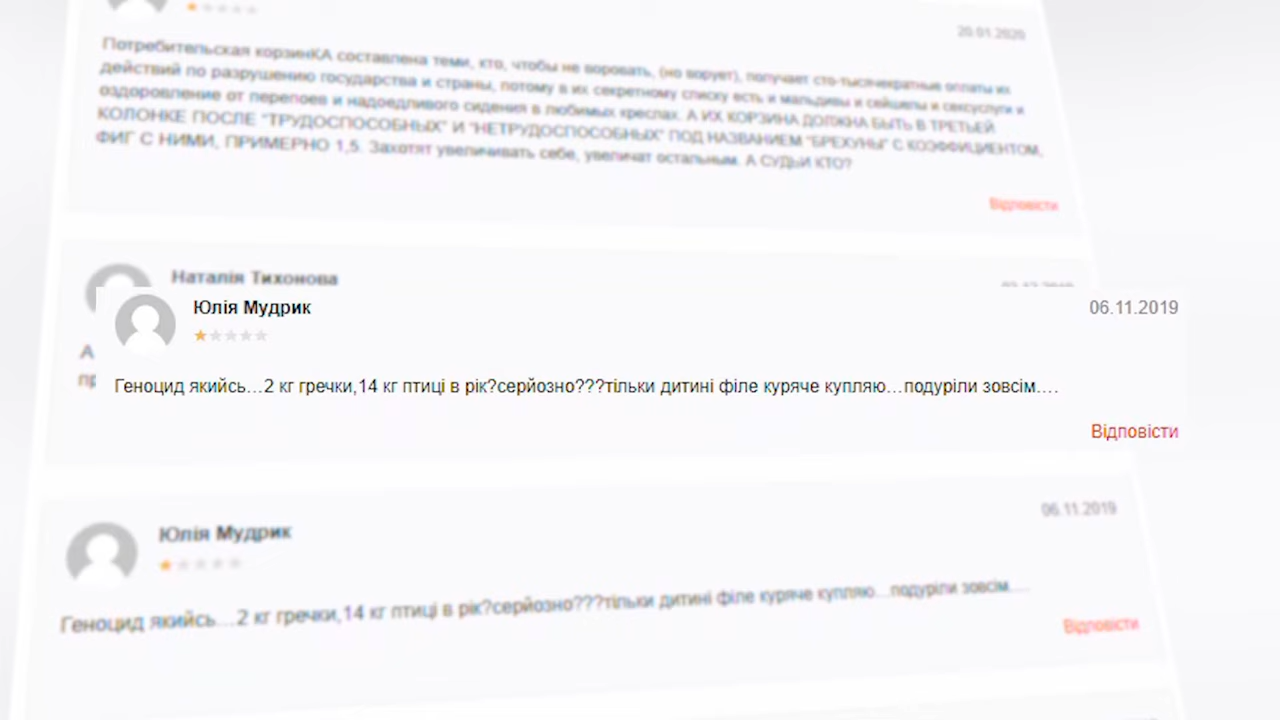 20.01.2020
Потребительская корзинКА составлена теми, кто, чтобы не воровать, (но ворует), получает сто-тысячекратные оплаты их
действий по разрушению государства и страны, потому в их секретному списку есть и мальдивы и сейшелы и сексуслуги и
оздоровление от перепоев и надоедливого сидения в любимых креслах. А ИХ КОРЗИНА ДОЛЖНА БЫТЬ В ТРЕТЬЕЙ
КОЛОНКЕ ПОСЛЕ "ТРУДОСПОСОБНЫХ" И "НЕТРУДОСПОСОБНЫХ" ПОД НАЗВАНИЕМ "БРЕХУНЫ" С КОЭФФИЦИЕНТОМ,
ФИГ С НИМИ, ПРИМЕРНО 1,5. Захотят увеличивать себе, увеличат остальным. А СУДЬИ КТО?
Відповісти
Наталія Тихонова
Юлія Мудрик
06.11.2019
Геноцид якийсь...2 кг гречки,14 кг птиці в рік?серйозно???тільки дитині філе куряче купляю...подуріли зовсім....
Відповісти
Юлія Мудрик
06.11.2019
Геноцид якийсь...2 кг гречки,14 кг птиці в рік?серйозно???тільки дитині філе куряче купляю...подуріли зовсім....
Відповісти